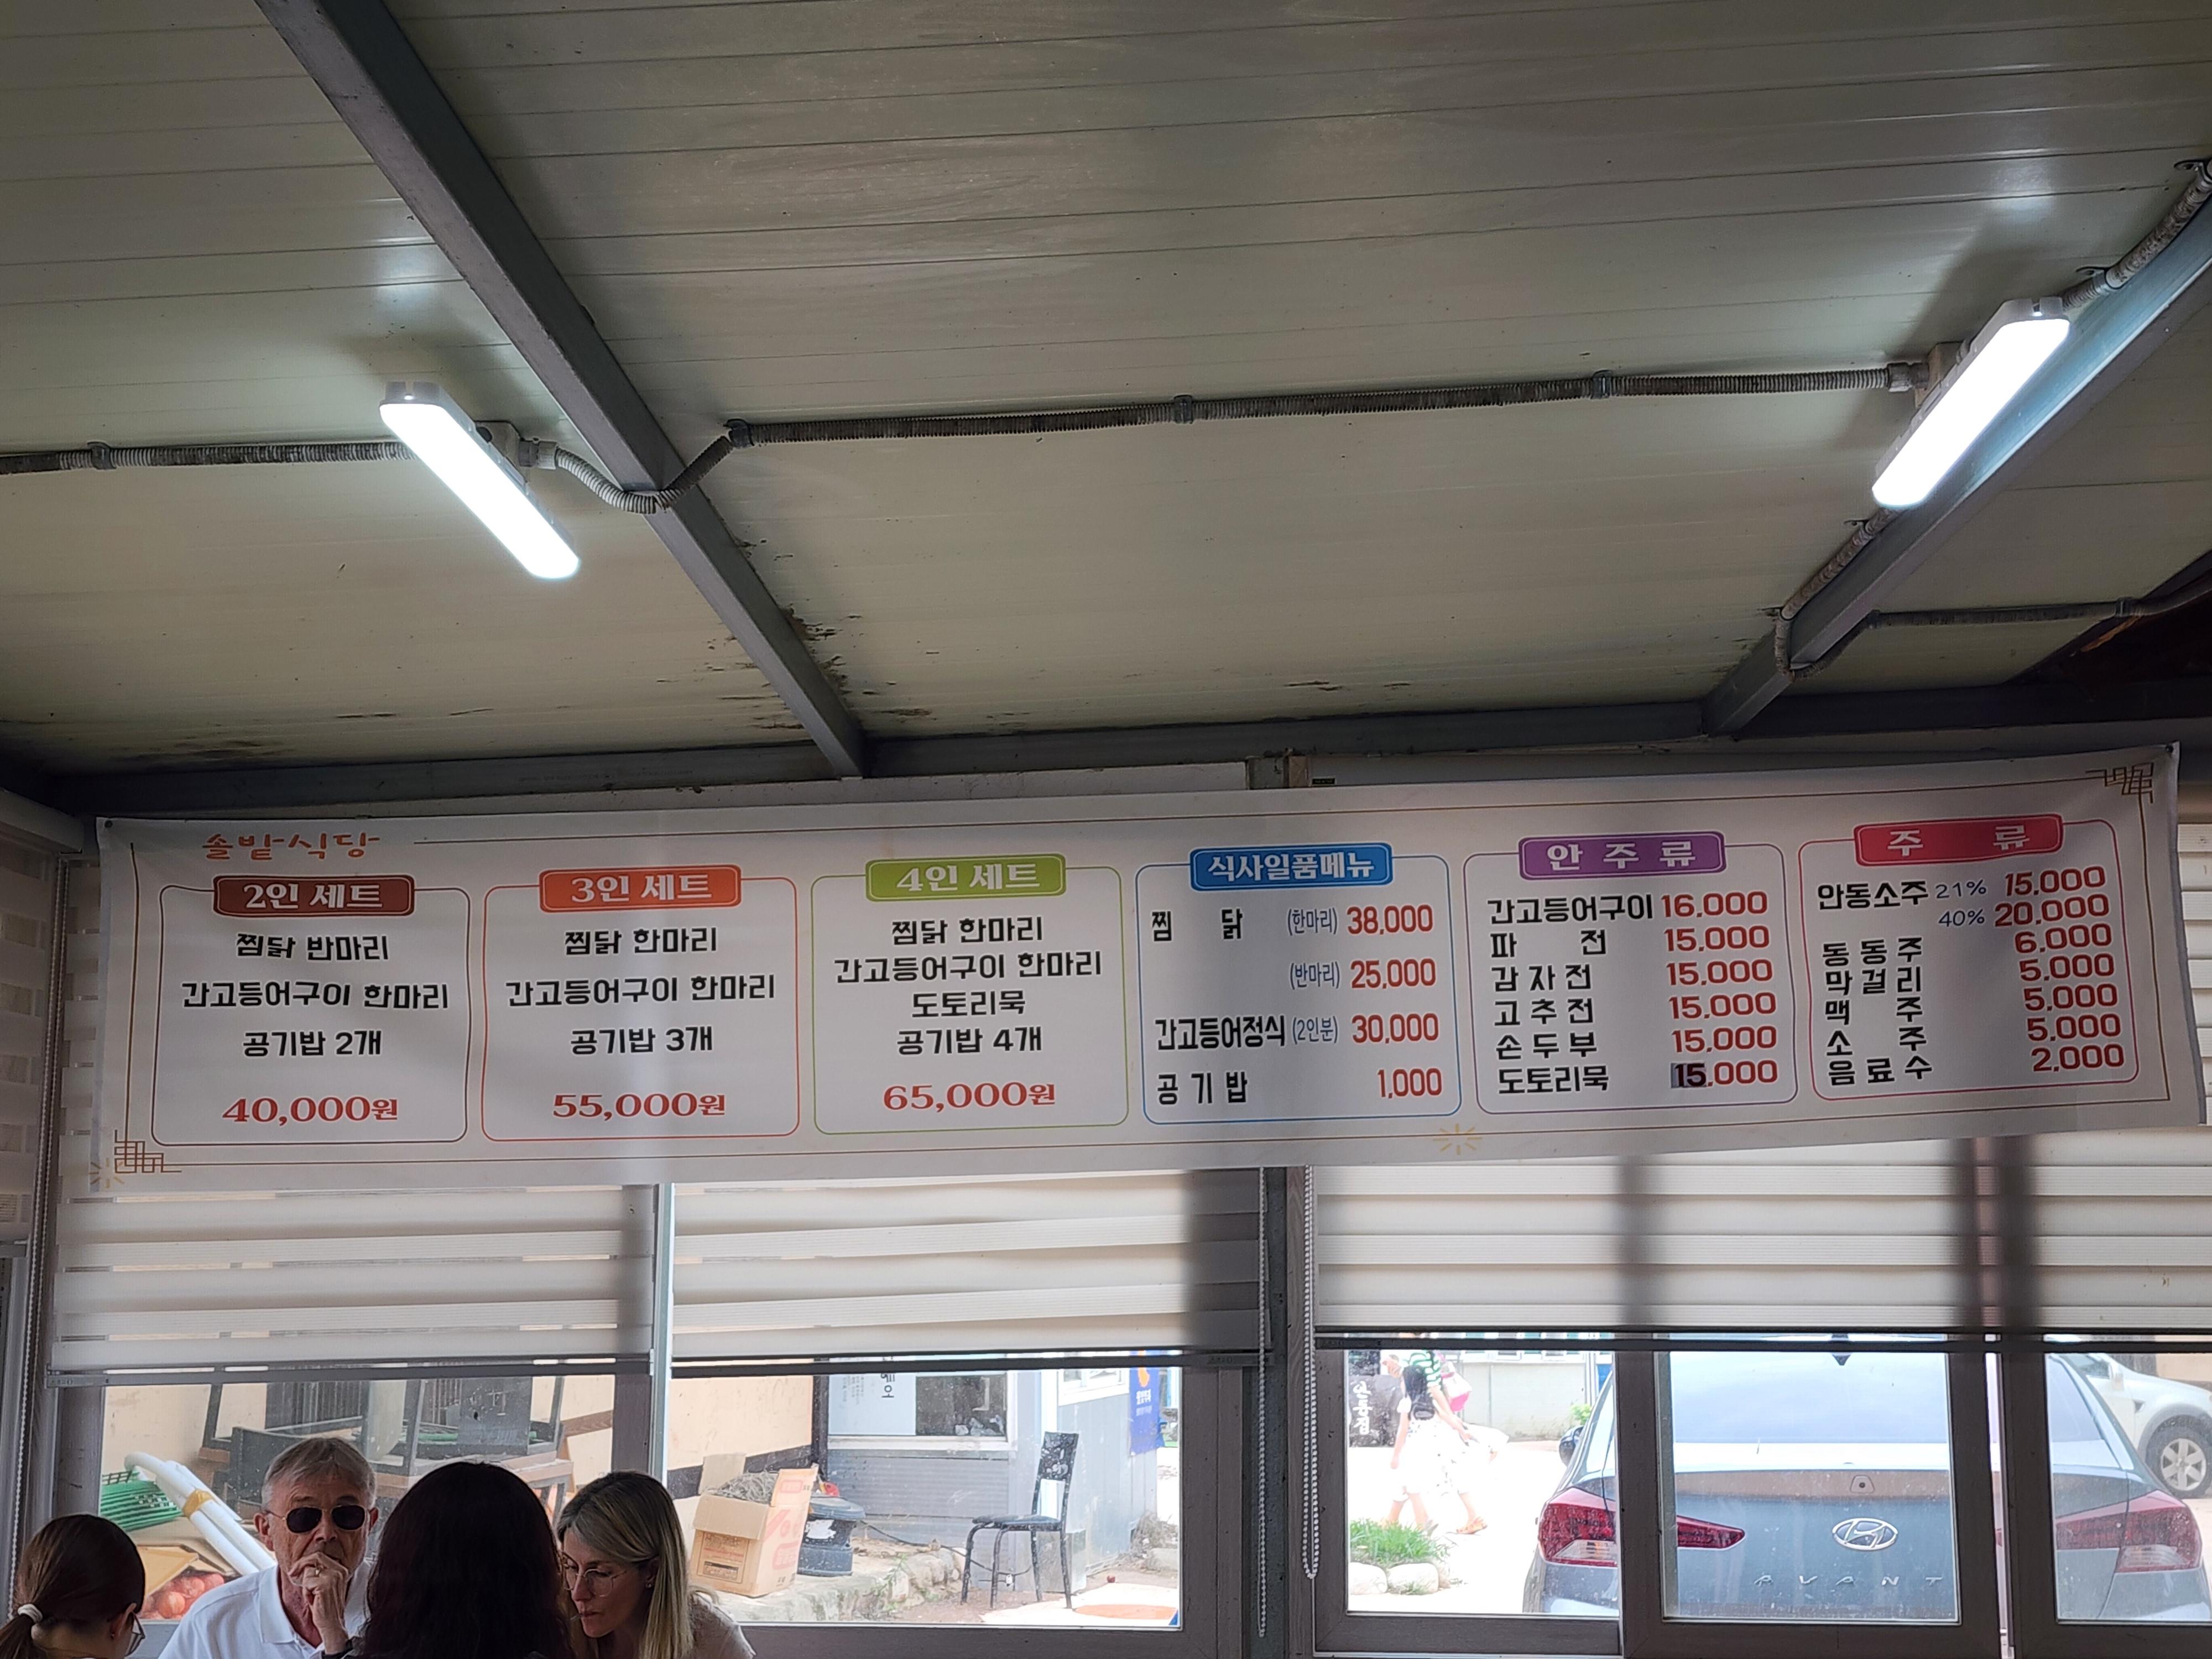 솔밭식당
2인 세트
찜닭 반마리
간고등어구이 한마리
공기밥 2개
40,000원
3인 세트
찜닭 한마리
간고등어구이 한마리
공기밥 3개
55,000원
4인 세트
찜닭 한마리
간고등어구이 한마리
도토리묵
공기밥 4개
65,000원
식사일품메뉴
찜 닭 (한마리) 38,000
(반마리) 25,000
간고등어정식 (2인분) 30,000
공기밥 1,000
안주류
간고등어구이 16,000
파 전 15,000
감자전 15,000
고추전 15,000
손두부 15,000
도토리묵 15,000
주 류
안동소주 21% 15,000
40% 20,000
동동주 6,000
막걸리 5,000
맥 주 5,000
소 주 5,000
음료수 2,000
AVANT